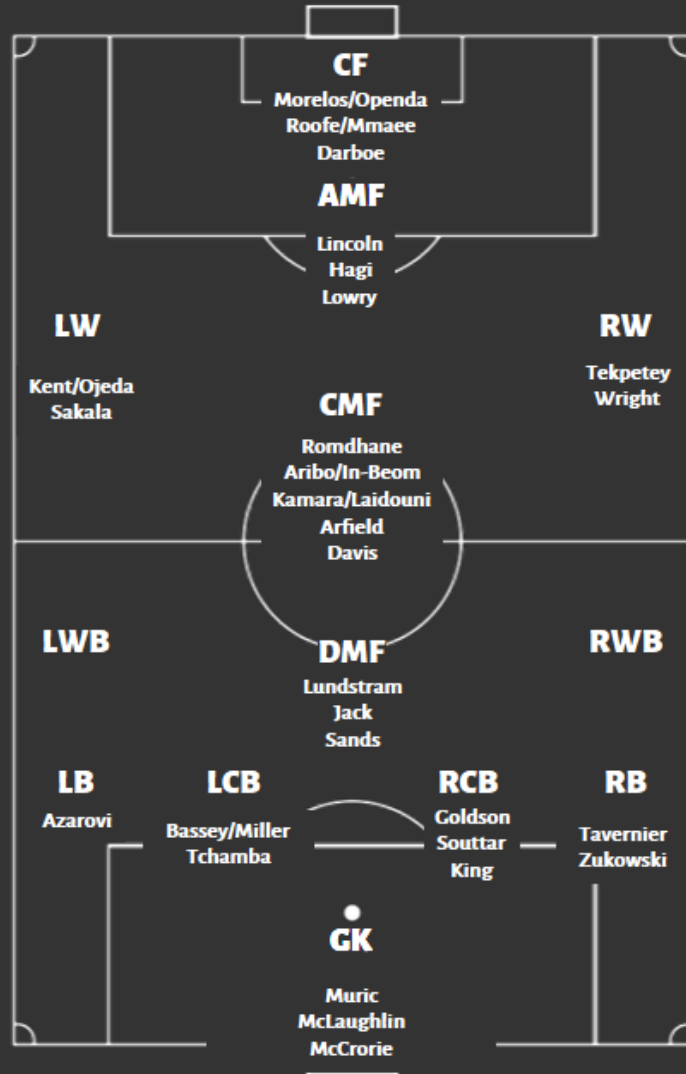 CF
Morelos/Openda
Roofe/Mmaee
Darboe
AMF
Lincoln
Hagi
Lowry
LW
Kent/Ojeda
Sakala
RW
Tekpetey
Wright
CMF
Romdhane
Aribo/In-Beom
Kamara/Laidouni
Arfield
Davis
LWB
DMF
Lundstram
Jack
Sands
RWB
LB
Azarovi
LCB
Bassey/Miller
Tchamba
RCB
Goldson
Souttar
King
RB
Tavernier
Zukowski
GK
Muric
McLaughlin
McCrorie